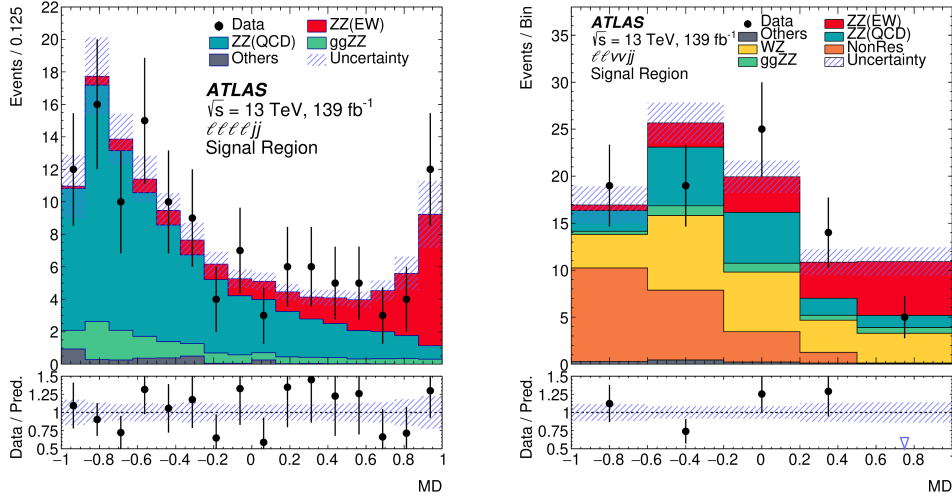 Events / 0.125
22
20
18
16
14
12
10
8
6
4
2
0
Data
ZZ(EW)
ZZ(QCD)
ggZZ
Others
Uncertainty
ATLAS
√s = 13 TeV, 139 fb⁻¹
ℓℓℓℓjj
Signal Region
Data / Pred.
1.5
1.25
1
0.75
0.5
−1 −0.8 −0.6 −0.4 −0.2 0 0.2 0.4 0.6 0.8 1
MD
Events / Bin
35
30
25
20
15
10
5
0
ATLAS
√s = 13 TeV, 139 fb⁻¹
ℓℓννjj
Signal Region
Data
ZZ(EW)
Others
ZZ(QCD)
WZ
NonRes
ggZZ
Uncertainty
Data / Pred.
1.5
1.25
1
0.75
0.5
−1 −0.8 −0.6 −0.4 −0.2 0 0.2 0.4 0.6 0.8 1
MD